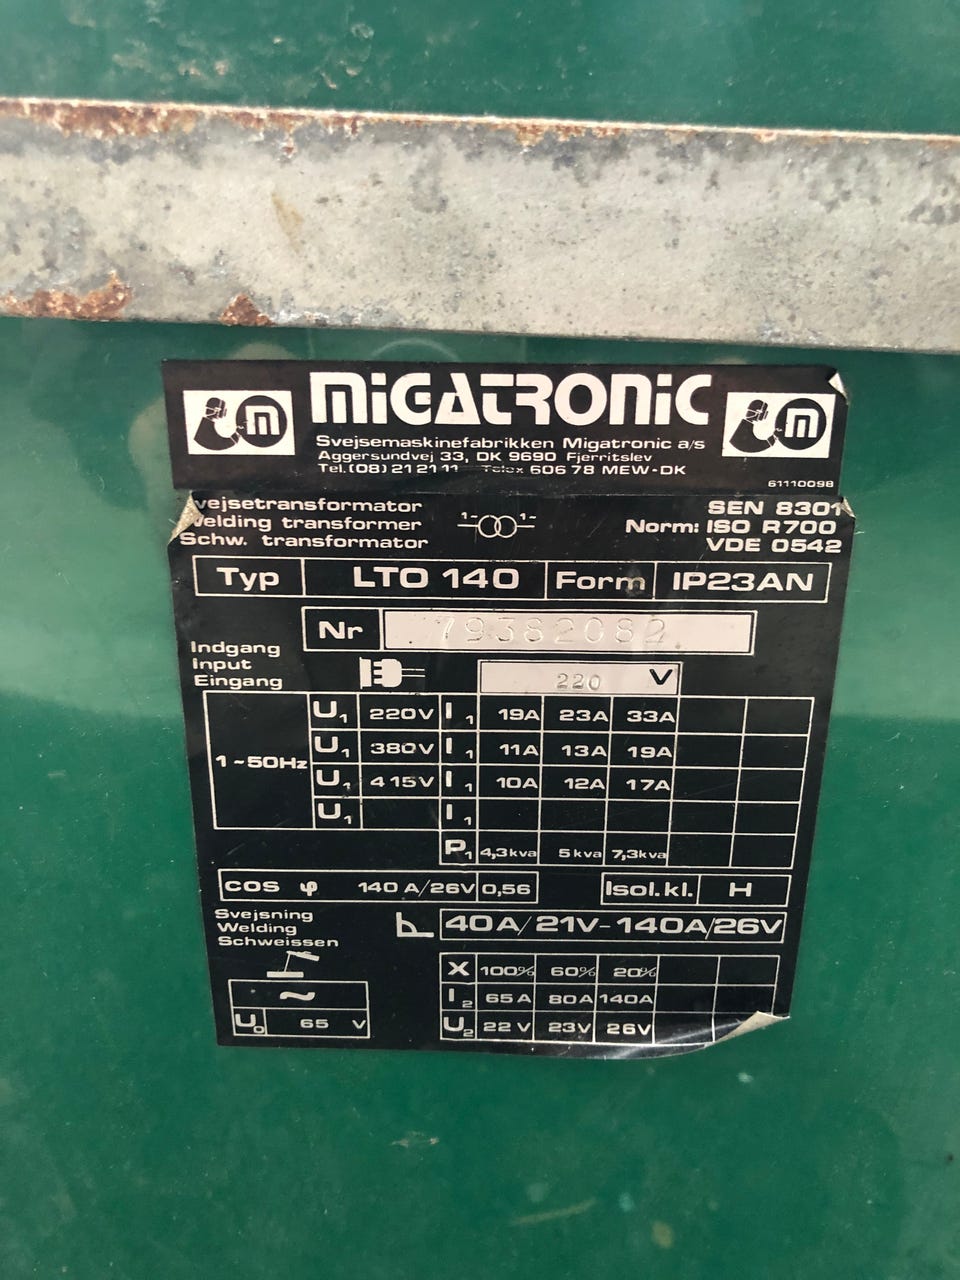 MiGATRONiC
Svejsemaskinefabrikken Migatronic a/s
Aggersundvej 33, DK 9690 Fjerritslev
Tel.(08) 21 21 11 Telex 606 78 MEW-DK
61110098
vejsetransformator
Welding transformer
Schw. transformator
1~ 1~
SEN 8301
Norm: ISO R700
VDE 0542
Typ LTO 140 Form IP23AN
Nr 79382082
Indgang
Input
Eingang
220 V
1~50Hz
U1 220V I1 19A 23A 33A
U1 380V I1 11A 13A 19A
U1 415V I1 10A 12A 17A
U1 I1
P1 4,3kva 5kva 7,3kva
cos φ 140 A/26V 0,56 Isol.kl. H
Svejsning
Welding
Schweissen
40A/21V-140A/26V
X 100% 60% 20%
~ I2 65A 80A 140A
U0 65 V U2 22V 23V 26V